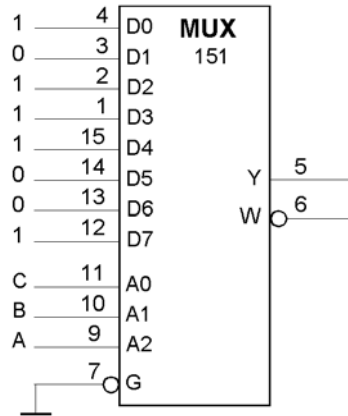 MUX
151
1 4 D0
0 3 D1
1 2 D2
1 1 D3
1 15 D4
0 14 D5
0 13 D6
1 12 D7
Y 5
W 6
C 11 A0
B 10 A1
A 9 A2
7 G